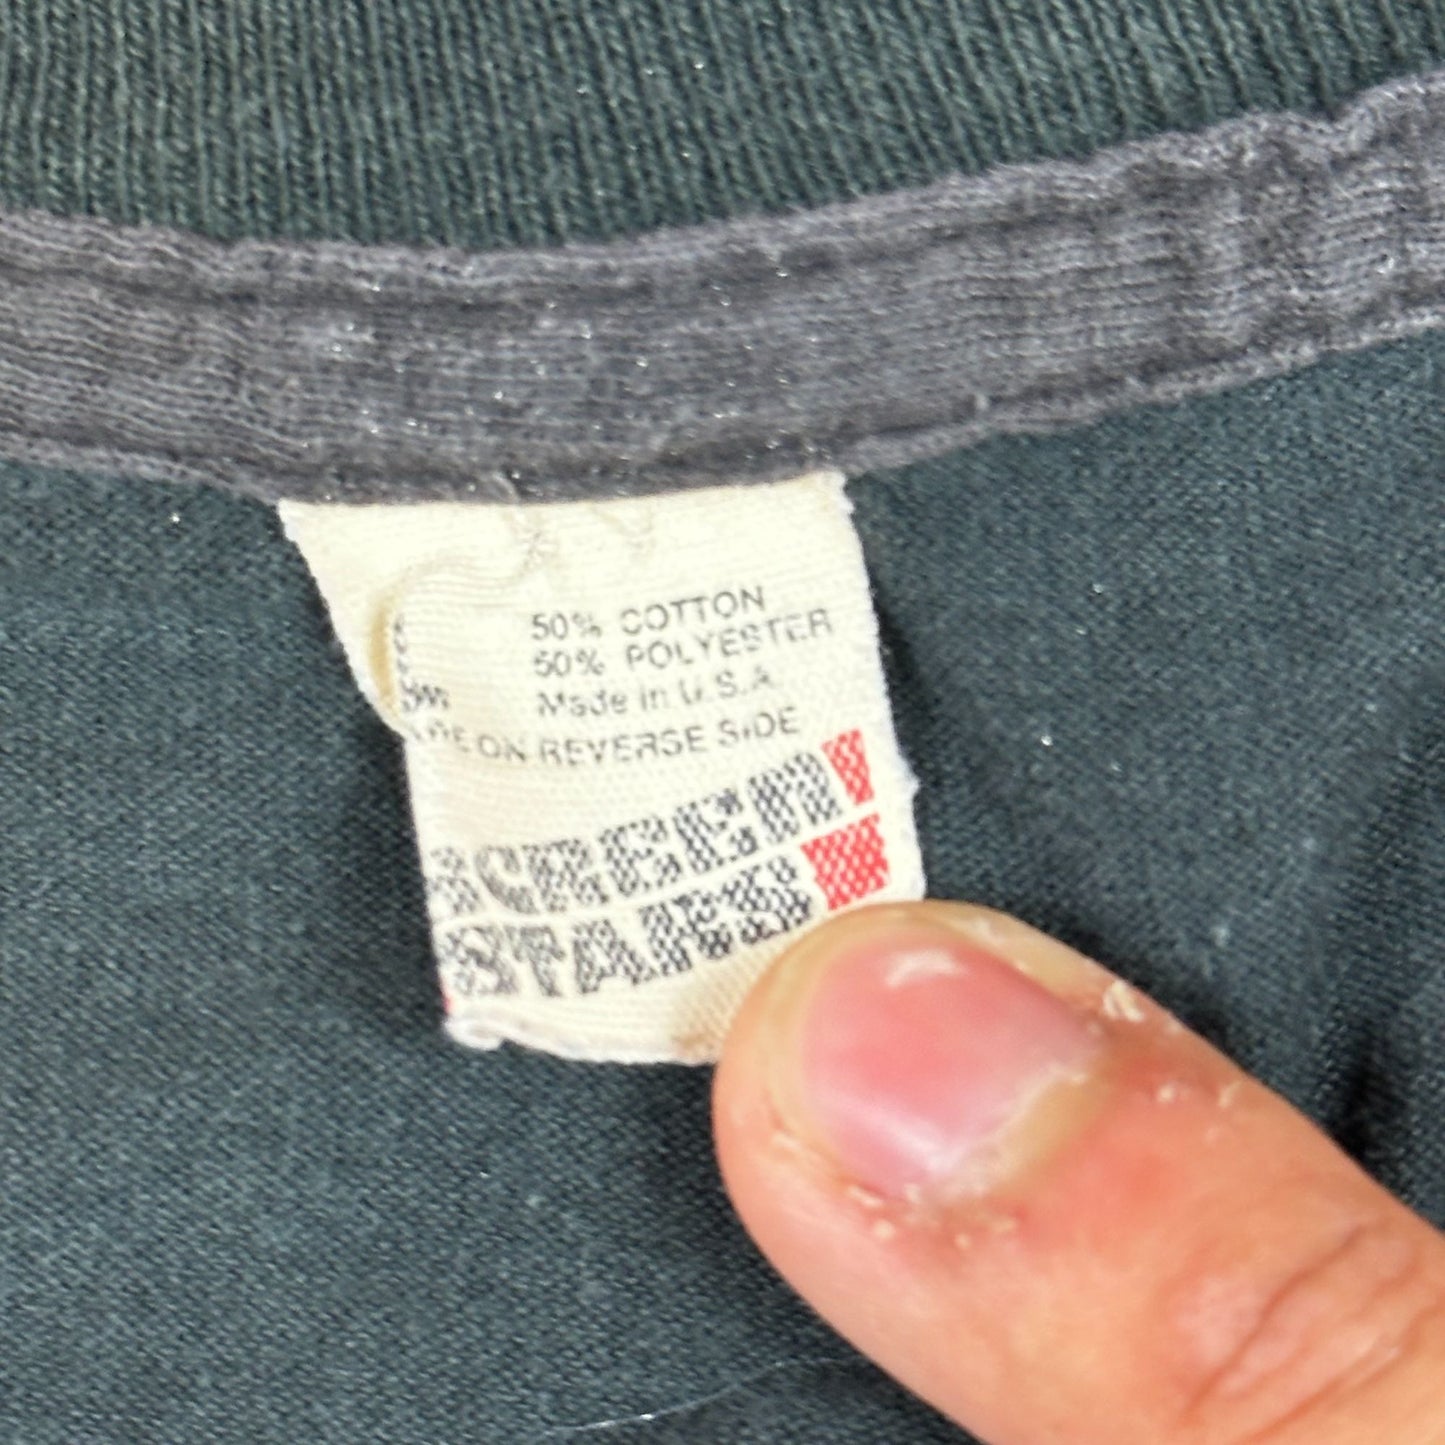 50% COTTON
50% POLYESTER
Made in U.S.A.
ON REVERSE SIDE
SCREEN
STARS